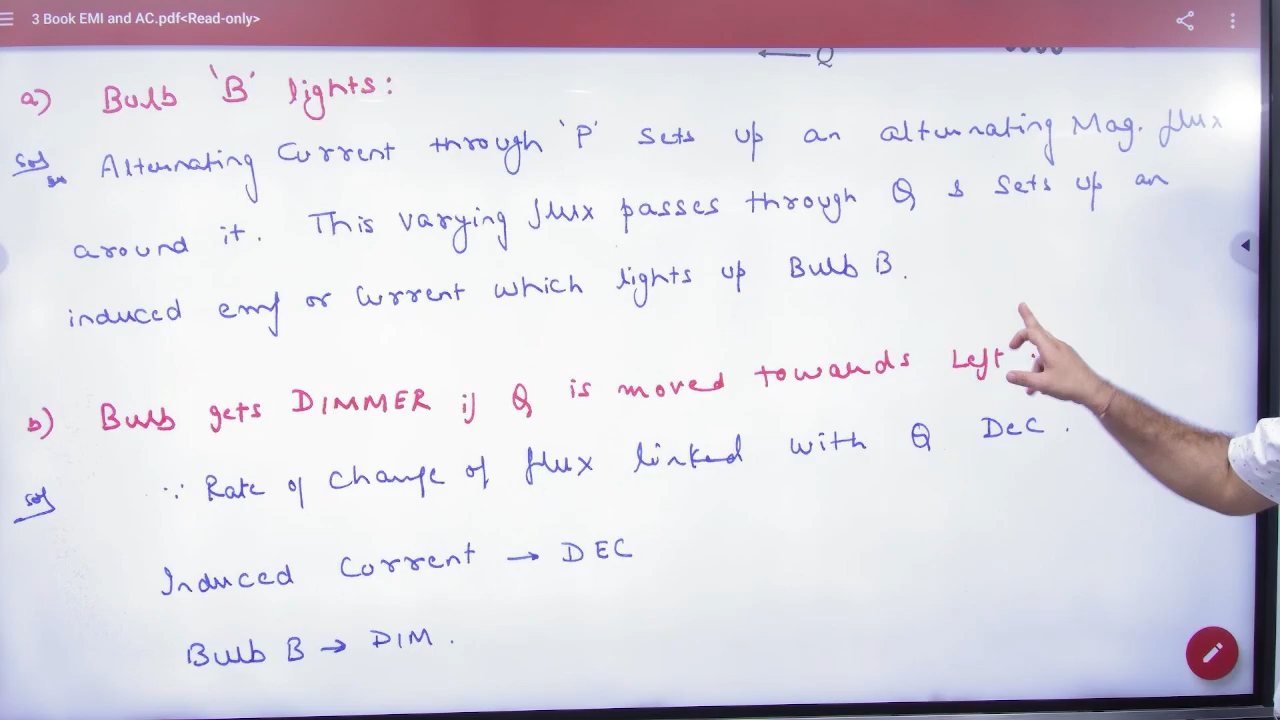 3 Book EMI and AC.pdf<Read-only>
Q
a) Bulb 'B' lights:
Sol Alternating Current through 'P' sets up an alternating Mag. flux
around it. This varying flux passes through Q & sets up an
induced emf or Current which lights up Bulb B.
b) Bulb gets DIMMER if Q is moved towards Left.
Sol ∵ Rate of Change of flux linked with Q Dec.
Induced Current → DEC
Bulb B → DIM.